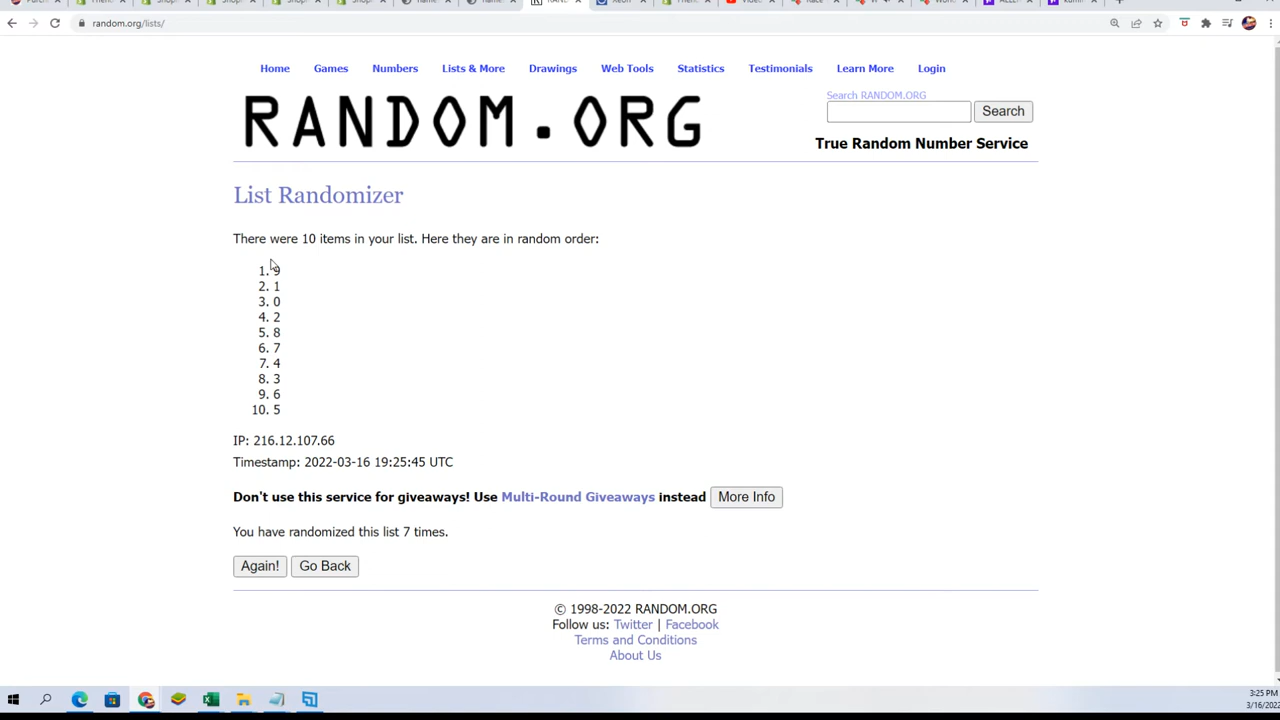 random.org/lists/
Home Games Numbers Lists & More Drawings Web Tools Statistics Testimonials Learn More Login
RANDOM.ORG
Search RANDOM.ORG
Search
True Random Number Service
List Randomizer
There were 10 items in your list. Here they are in random order:
1. 9
2. 1
3. 0
4. 2
5. 8
6. 7
7. 4
8. 3
9. 6
10. 5
IP: 216.12.107.66
Timestamp: 2022-03-16 19:25:45 UTC
Don't use this service for giveaways! Use Multi-Round Giveaways instead More Info
You have randomized this list 7 times.
Again! Go Back
© 1998-2022 RANDOM.ORG
Follow us: Twitter | Facebook
Terms and Conditions
About Us
3:25 PM